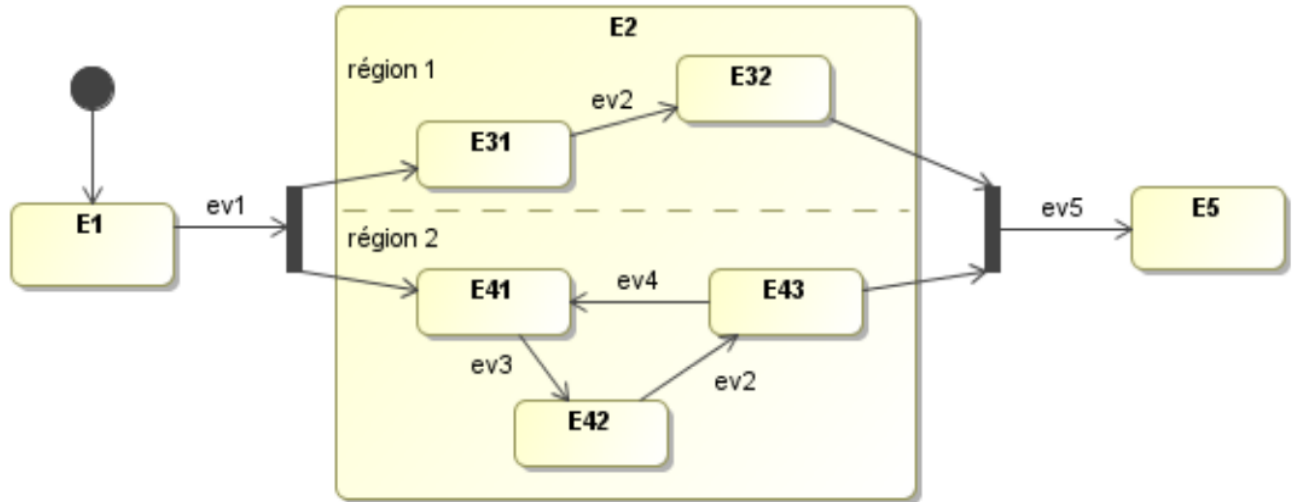 E2
région 1
E32
ev2
E31
ev1
E1
ev5
E5
région 2
E41
ev4
E43
ev3
ev2
E42